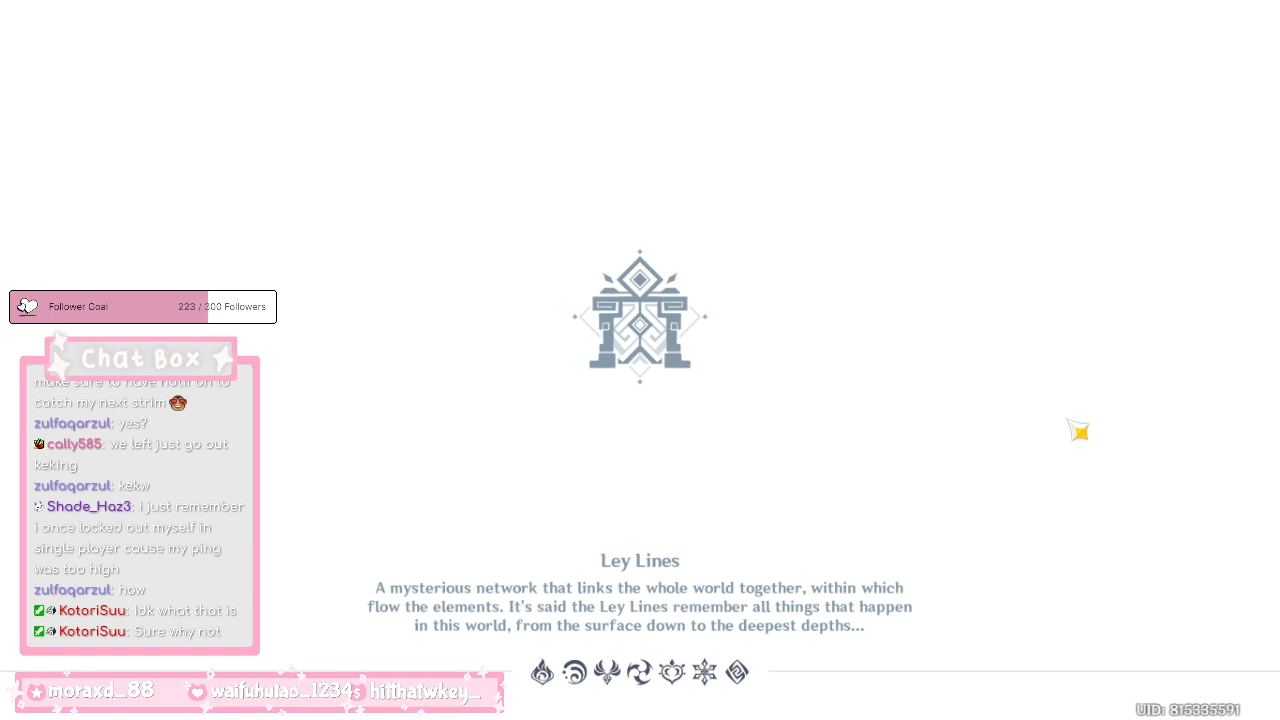 Follower Coal
223 / 300 Followers
Chat Box
make sure to have notif on to
catch my next strim
zulfaqarzul: yes?
cally585: we left just go out
keking
zulfaqarzul: kekw
Shade_Haz3: i just remember
i once locked out myself in
single player cause my ping
was too high
zulfaqarzul: how
KotoriSuu: Idk what that is
KotoriSuu: Sure why not
Ley Lines
A mysterious network that links the whole world together, within which
flow the elements. It's said the Ley Lines remember all things that happen
in this world, from the surface down to the deepest depths...
moraxd_88
waifuhutao_1234s
hitthatwkey_
UID: 815335591